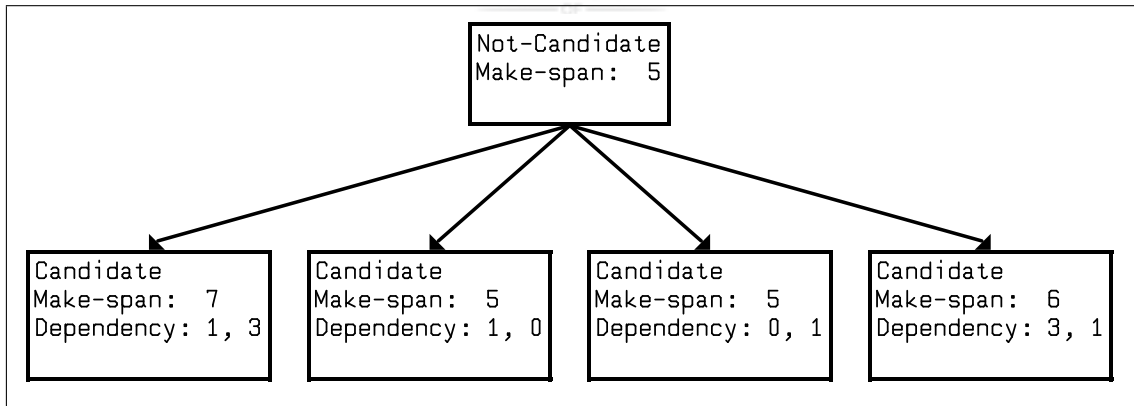 OF
Not-Candidate
Make-span: 5
Candidate
Make-span: 7
Dependency: 1, 3
Candidate
Make-span: 5
Dependency: 1, 0
Candidate
Make-span: 5
Dependency: 0, 1
Candidate
Make-span: 6
Dependency: 3, 1